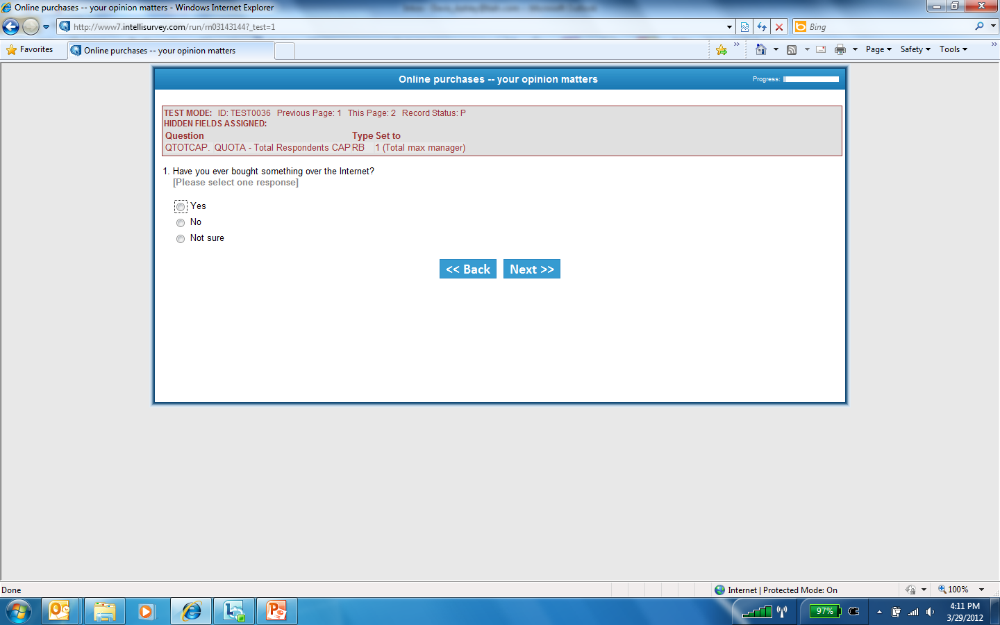 Online purchases -- your opinion matters - Windows Internet Explorer
http://www7.intellisurvey.com/run/rn03143144?_test=1
Bing
Favorites
Online purchases -- your opinion matters
Page
Safety
Tools
Online purchases -- your opinion matters
Progress:
TEST MODE: ID: TEST0036 Previous Page: 1 This Page: 2 Record Status: P
HIDDEN FIELDS ASSIGNED:
Question Type Set to
QTOTCAP. QUOTA - Total Respondents CAP RB 1 (Total max manager)
1. Have you ever bought something over the Internet?
[Please select one response]
Yes
No
Not sure
<< Back Next >>
Done
Internet | Protected Mode: On
100%
97%
4:11 PM
3/29/2012